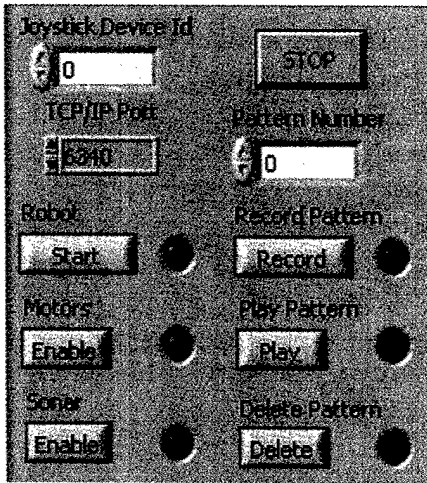 Joystick Device Id
0
STOP
TCP/IP Port
Pattern Number
6340
0
Robot
Record Pattern
Start
Record
Motors
Play Pattern
Enable
Play
Sonar
Delete Pattern
Enable
Delete